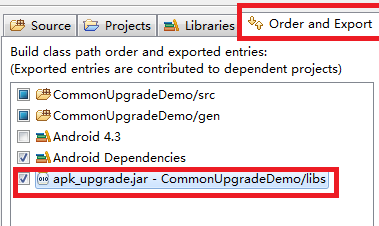 Source Projects Libraries Order and Export
Build class path order and exported entries:
(Exported entries are contributed to dependent projects)
CommonUpgradeDemo/src
CommonUpgradeDemo/gen
Android 4.3
Android Dependencies
apk_upgrade.jar - CommonUpgradeDemo/libs